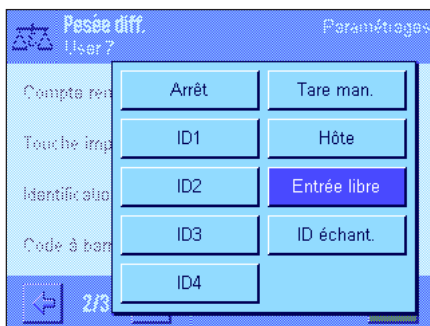 Pesée diff.
Paramétrages
User 7
Compte ren
Touche imp
Identificatio
Code à barr
Arrêt
Tare man.
ID1
Hôte
ID2
Entrée libre
ID3
ID échant.
ID4
2/3